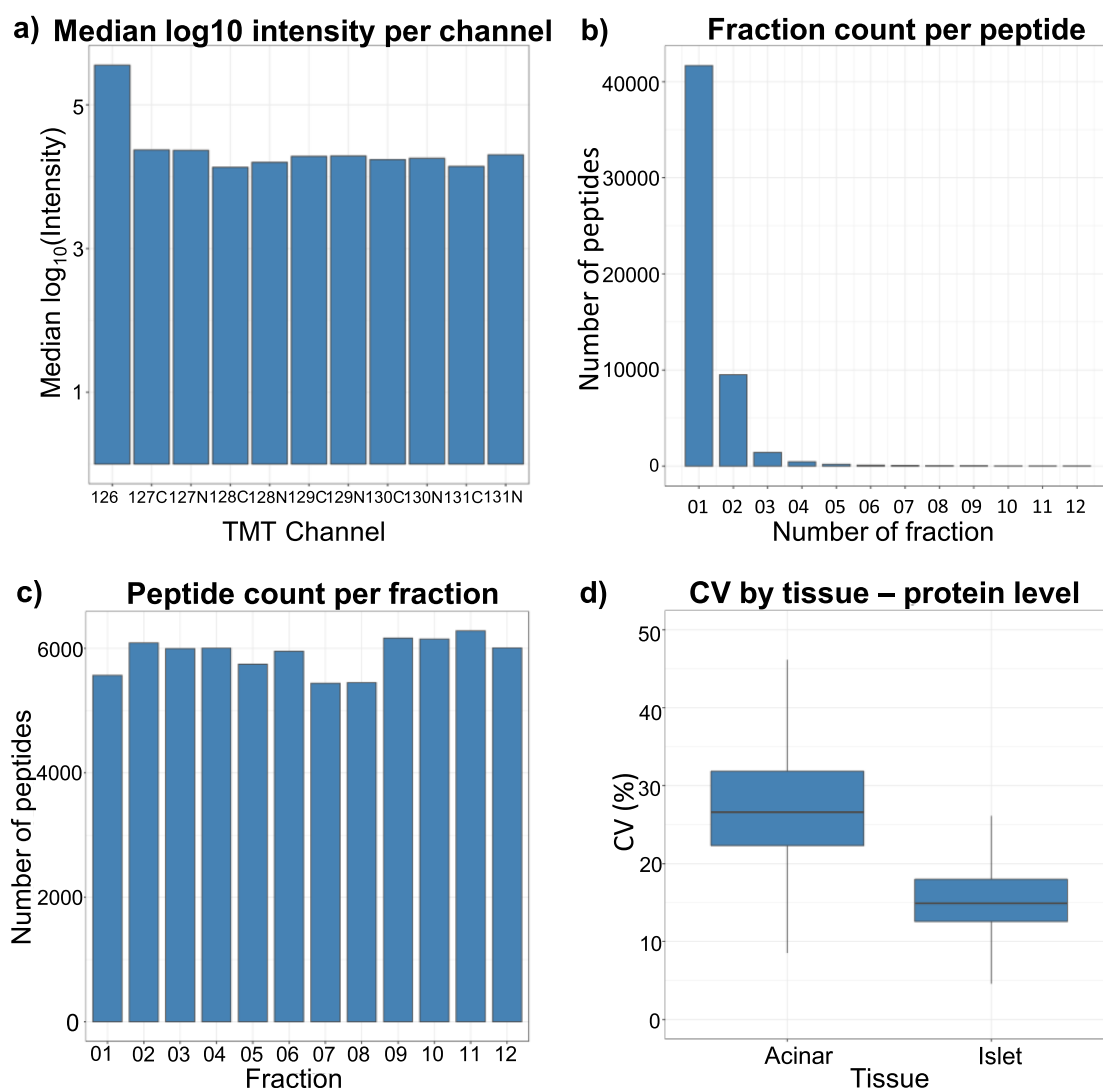 a) Median log10 intensity per channel
Median log10(Intensity)
5
3
1
126 127C 127N 128C 128N 129C 129N 130C 130N 131C 131N
TMT Channel
b) Fraction count per peptide
Number of peptides
40000
30000
20000
10000
0
01 02 03 04 05 06 07 08 09 10 11 12
Number of fraction
c) Peptide count per fraction
Number of peptides
6000
4000
2000
0
01 02 03 04 05 06 07 08 09 10 11 12
Fraction
d) CV by tissue – protein level
CV (%)
50
40
30
20
10
0
Acinar Islet
Tissue